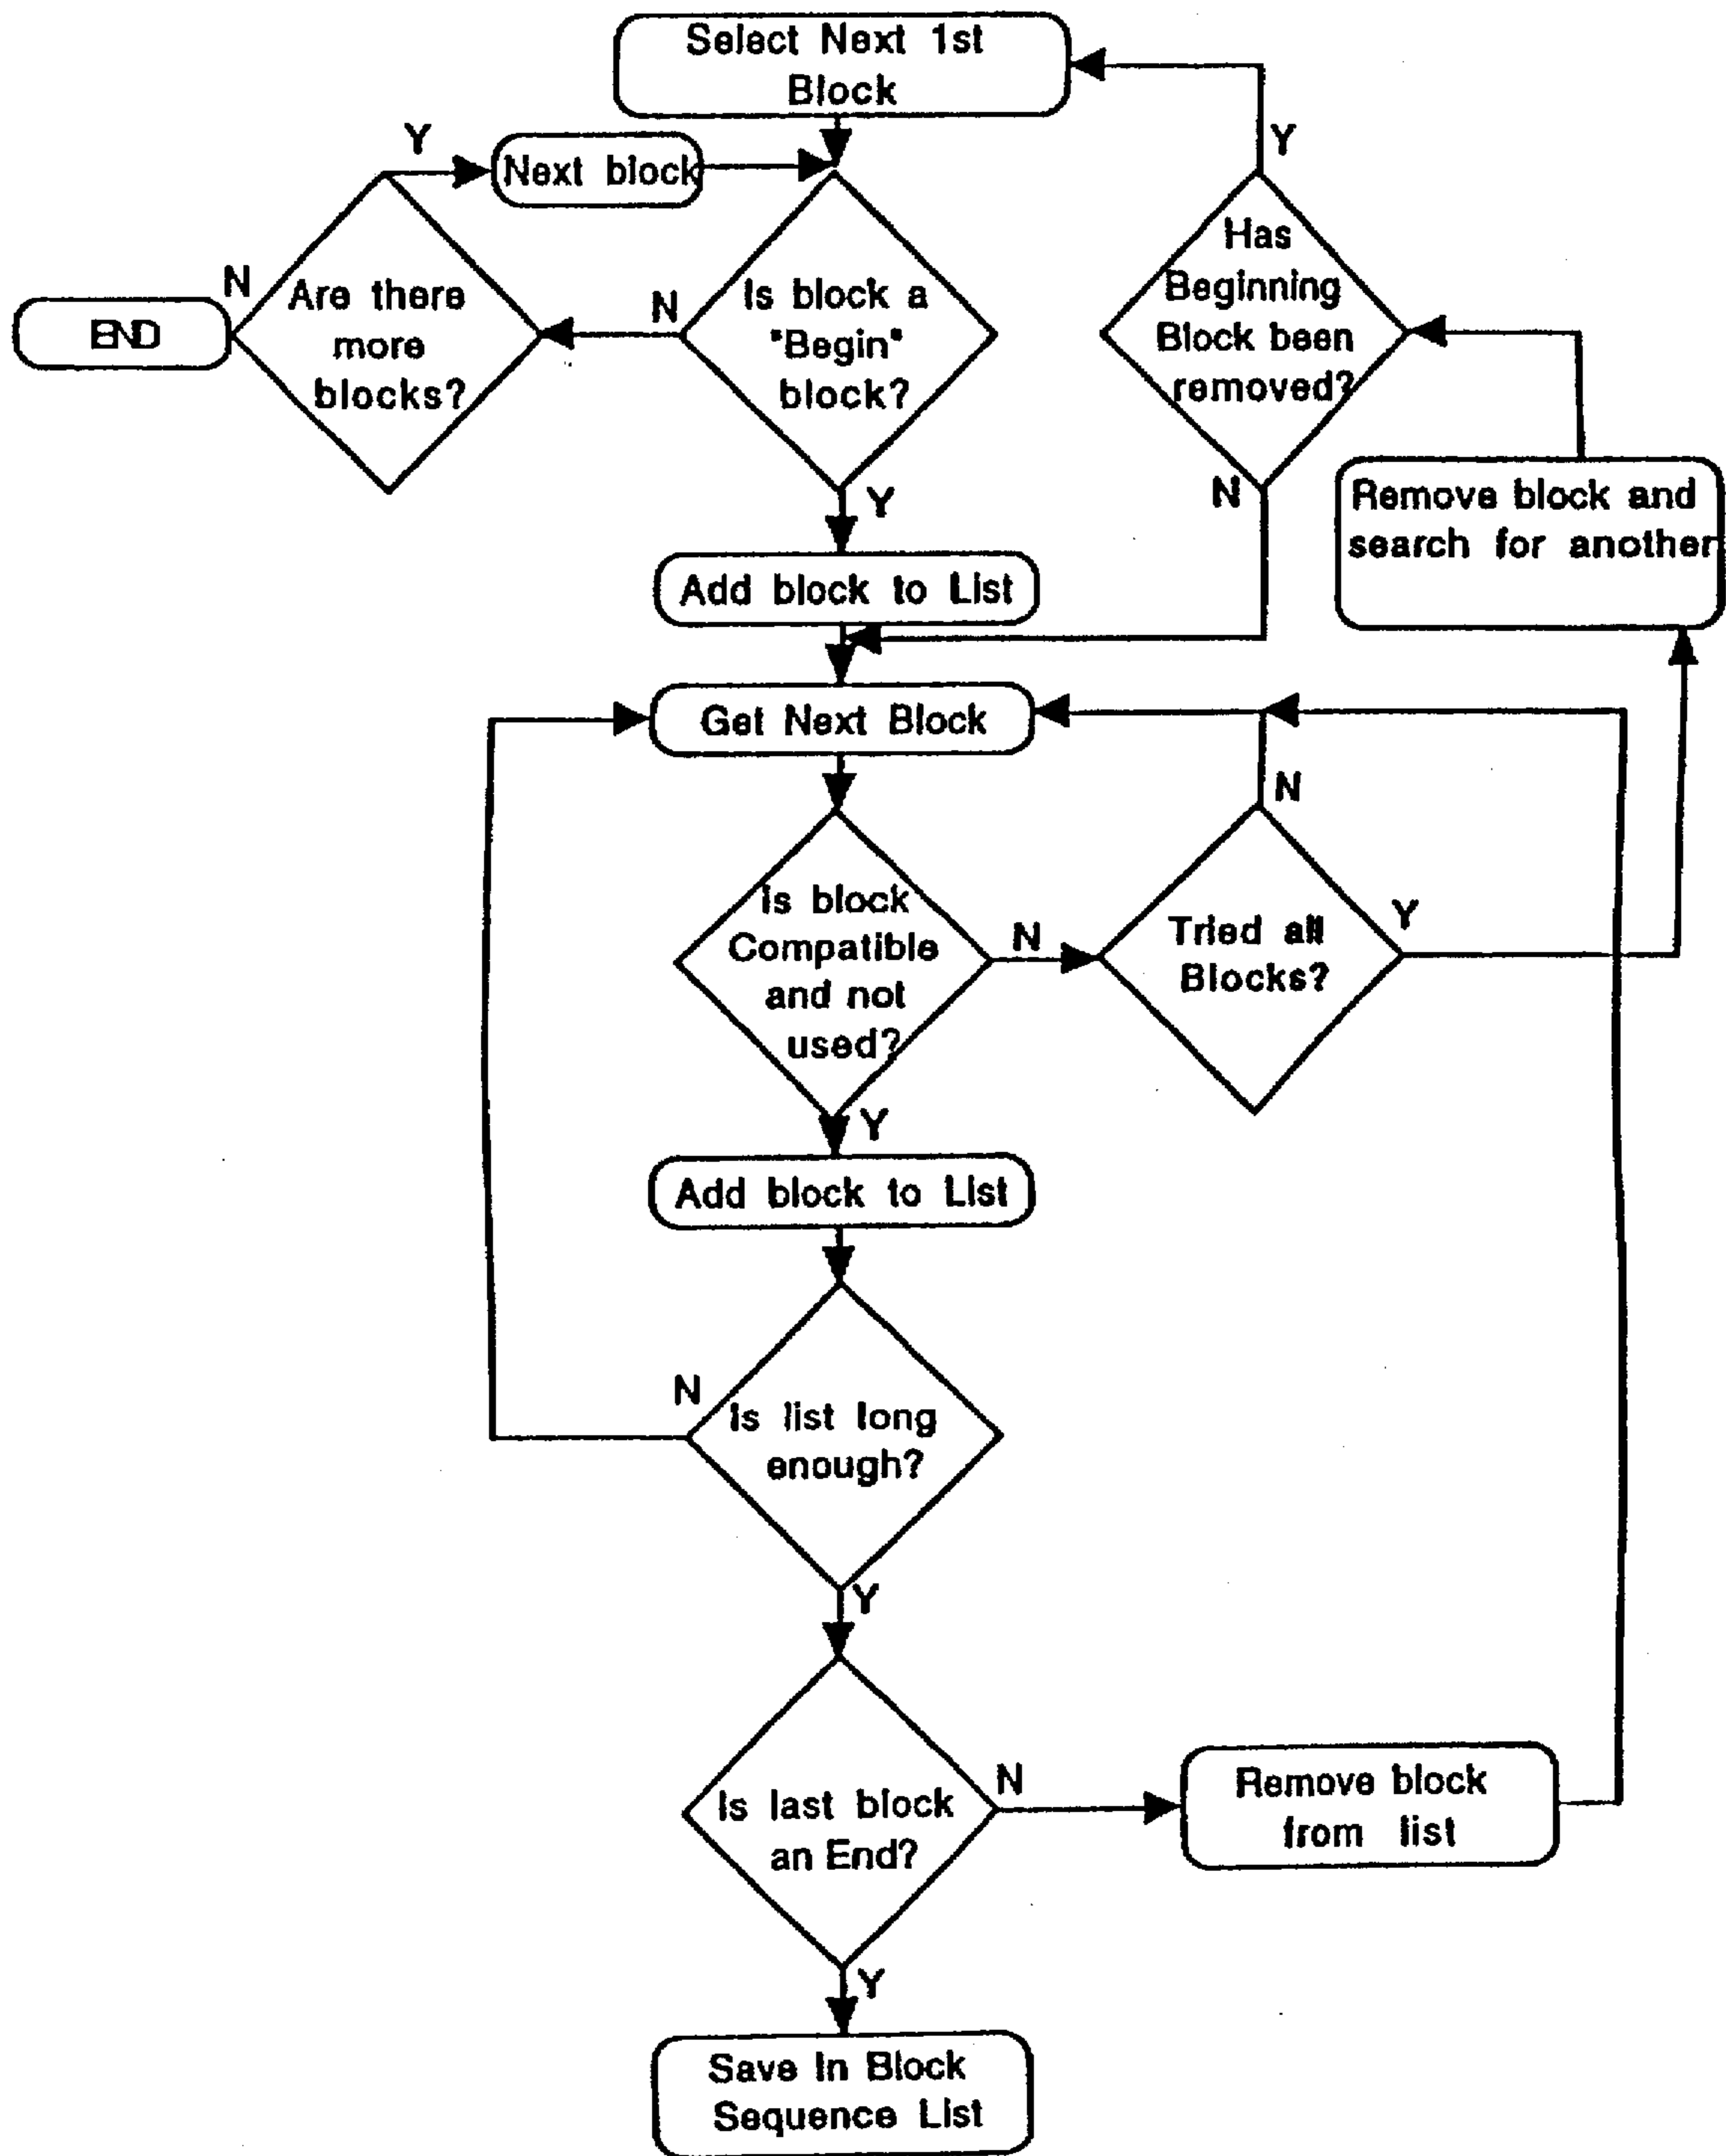 Select Next 1st
Block
Y
Next block
Y
Has
Beginning
Block been
removed?
N
Are there
more
blocks?
END
N
Is block a
"Begin"
block?
Y
N
Remove block and
search for another
Add block to List
Get Next Block
N
Is block
Compatible
and not
used?
N
Tried all
Blocks?
Y
Y
Add block to List
N
Is list long
enough?
Y
Is last block
an End?
N
Remove block
from list
Y
Save In Block
Sequence List